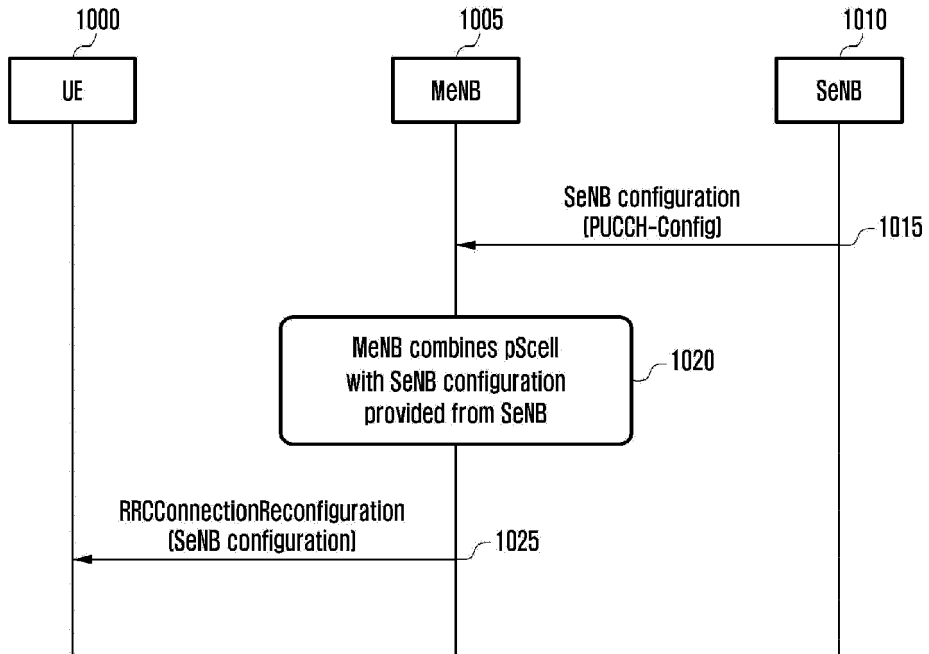 1000
1005
1010
UE
MeNB
SeNB
SeNB configuration
(PUCCH-Config)
1015
MeNB combines pScell
with SeNB configuration
provided from SeNB
1020
RRCConnectionReconfiguration
(SeNB configuration)
1025